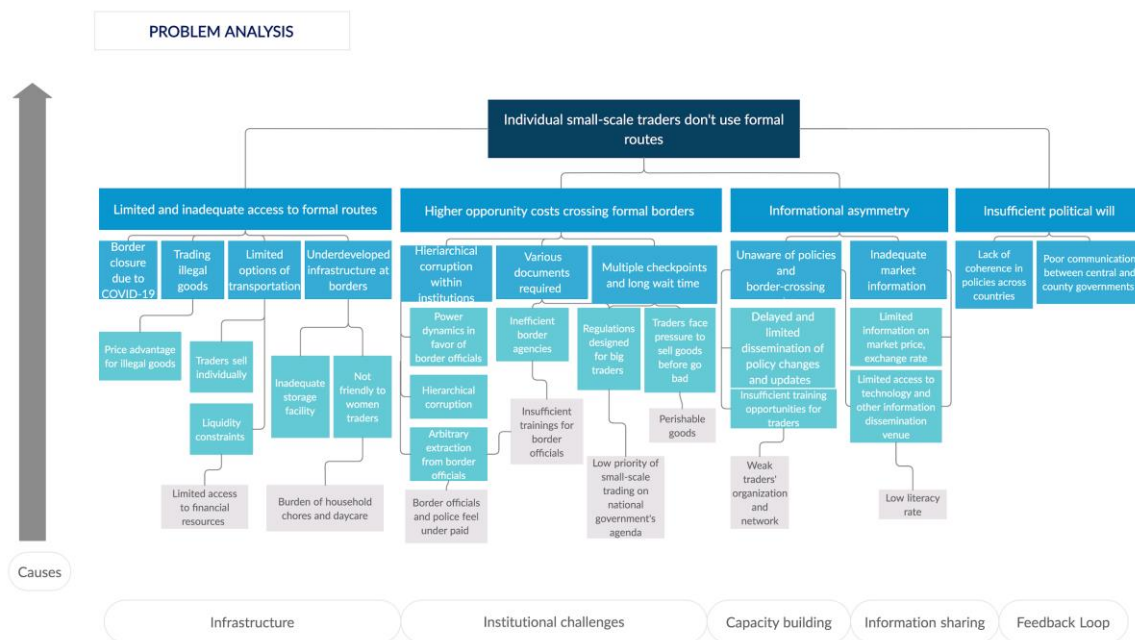 PROBLEM ANALYSIS
Individual small-scale traders don't use formal
routes
Limited and inadequate access to formal routes
Higher opporunity costs crossing formal borders
Informational asymmetry
Insufficient political will
Border
closure due
to COVID-19
Trading
illegal
goods
Limited
options of
transportation
Underdeveloped
infrastructure at
borders
Hieriarchical
corruption within
institutions
Various
documents
required
Multiple checkpoints
and long wait time
Unaware of policies
and
border-crossing
Inadequate
market
information
Lack of
coherence in
policies across
countries
Poor communication
between central and
county governments
Price advantage
for illegal goods
Traders sell
individually
Liquidity
constraints
Limited access
to financial
resources
Inadequate
storage
facility
Not
friendly to
women
traders
Burden of household
chores and daycare
Power
dynamics in
favor of
border officials
Hierarchical
corruption
Arbitrary
extraction
from border
officials
Border officials
and police feel
under paid
Inefficient
border
agencies
Insufficient
trainings for
border
officials
Regulations
designed
for big
traders
Low priority of
small-scale
trading on
national
government's
agenda
Traders face
pressure to
sell goods
before go
bad
Perishable
goods
Delayed and
limited
dissemination of
policy changes
and updates
Insufficient training
opportunities for
traders
Weak
traders'
organization
and
network
Limited
information on
market price,
exchange rate
Limited access to
technology and
other information
dissemination
venue
Low literacy
rate
Causes
Infrastructure
Institutional challenges
Capacity building
Information sharing
Feedback Loop